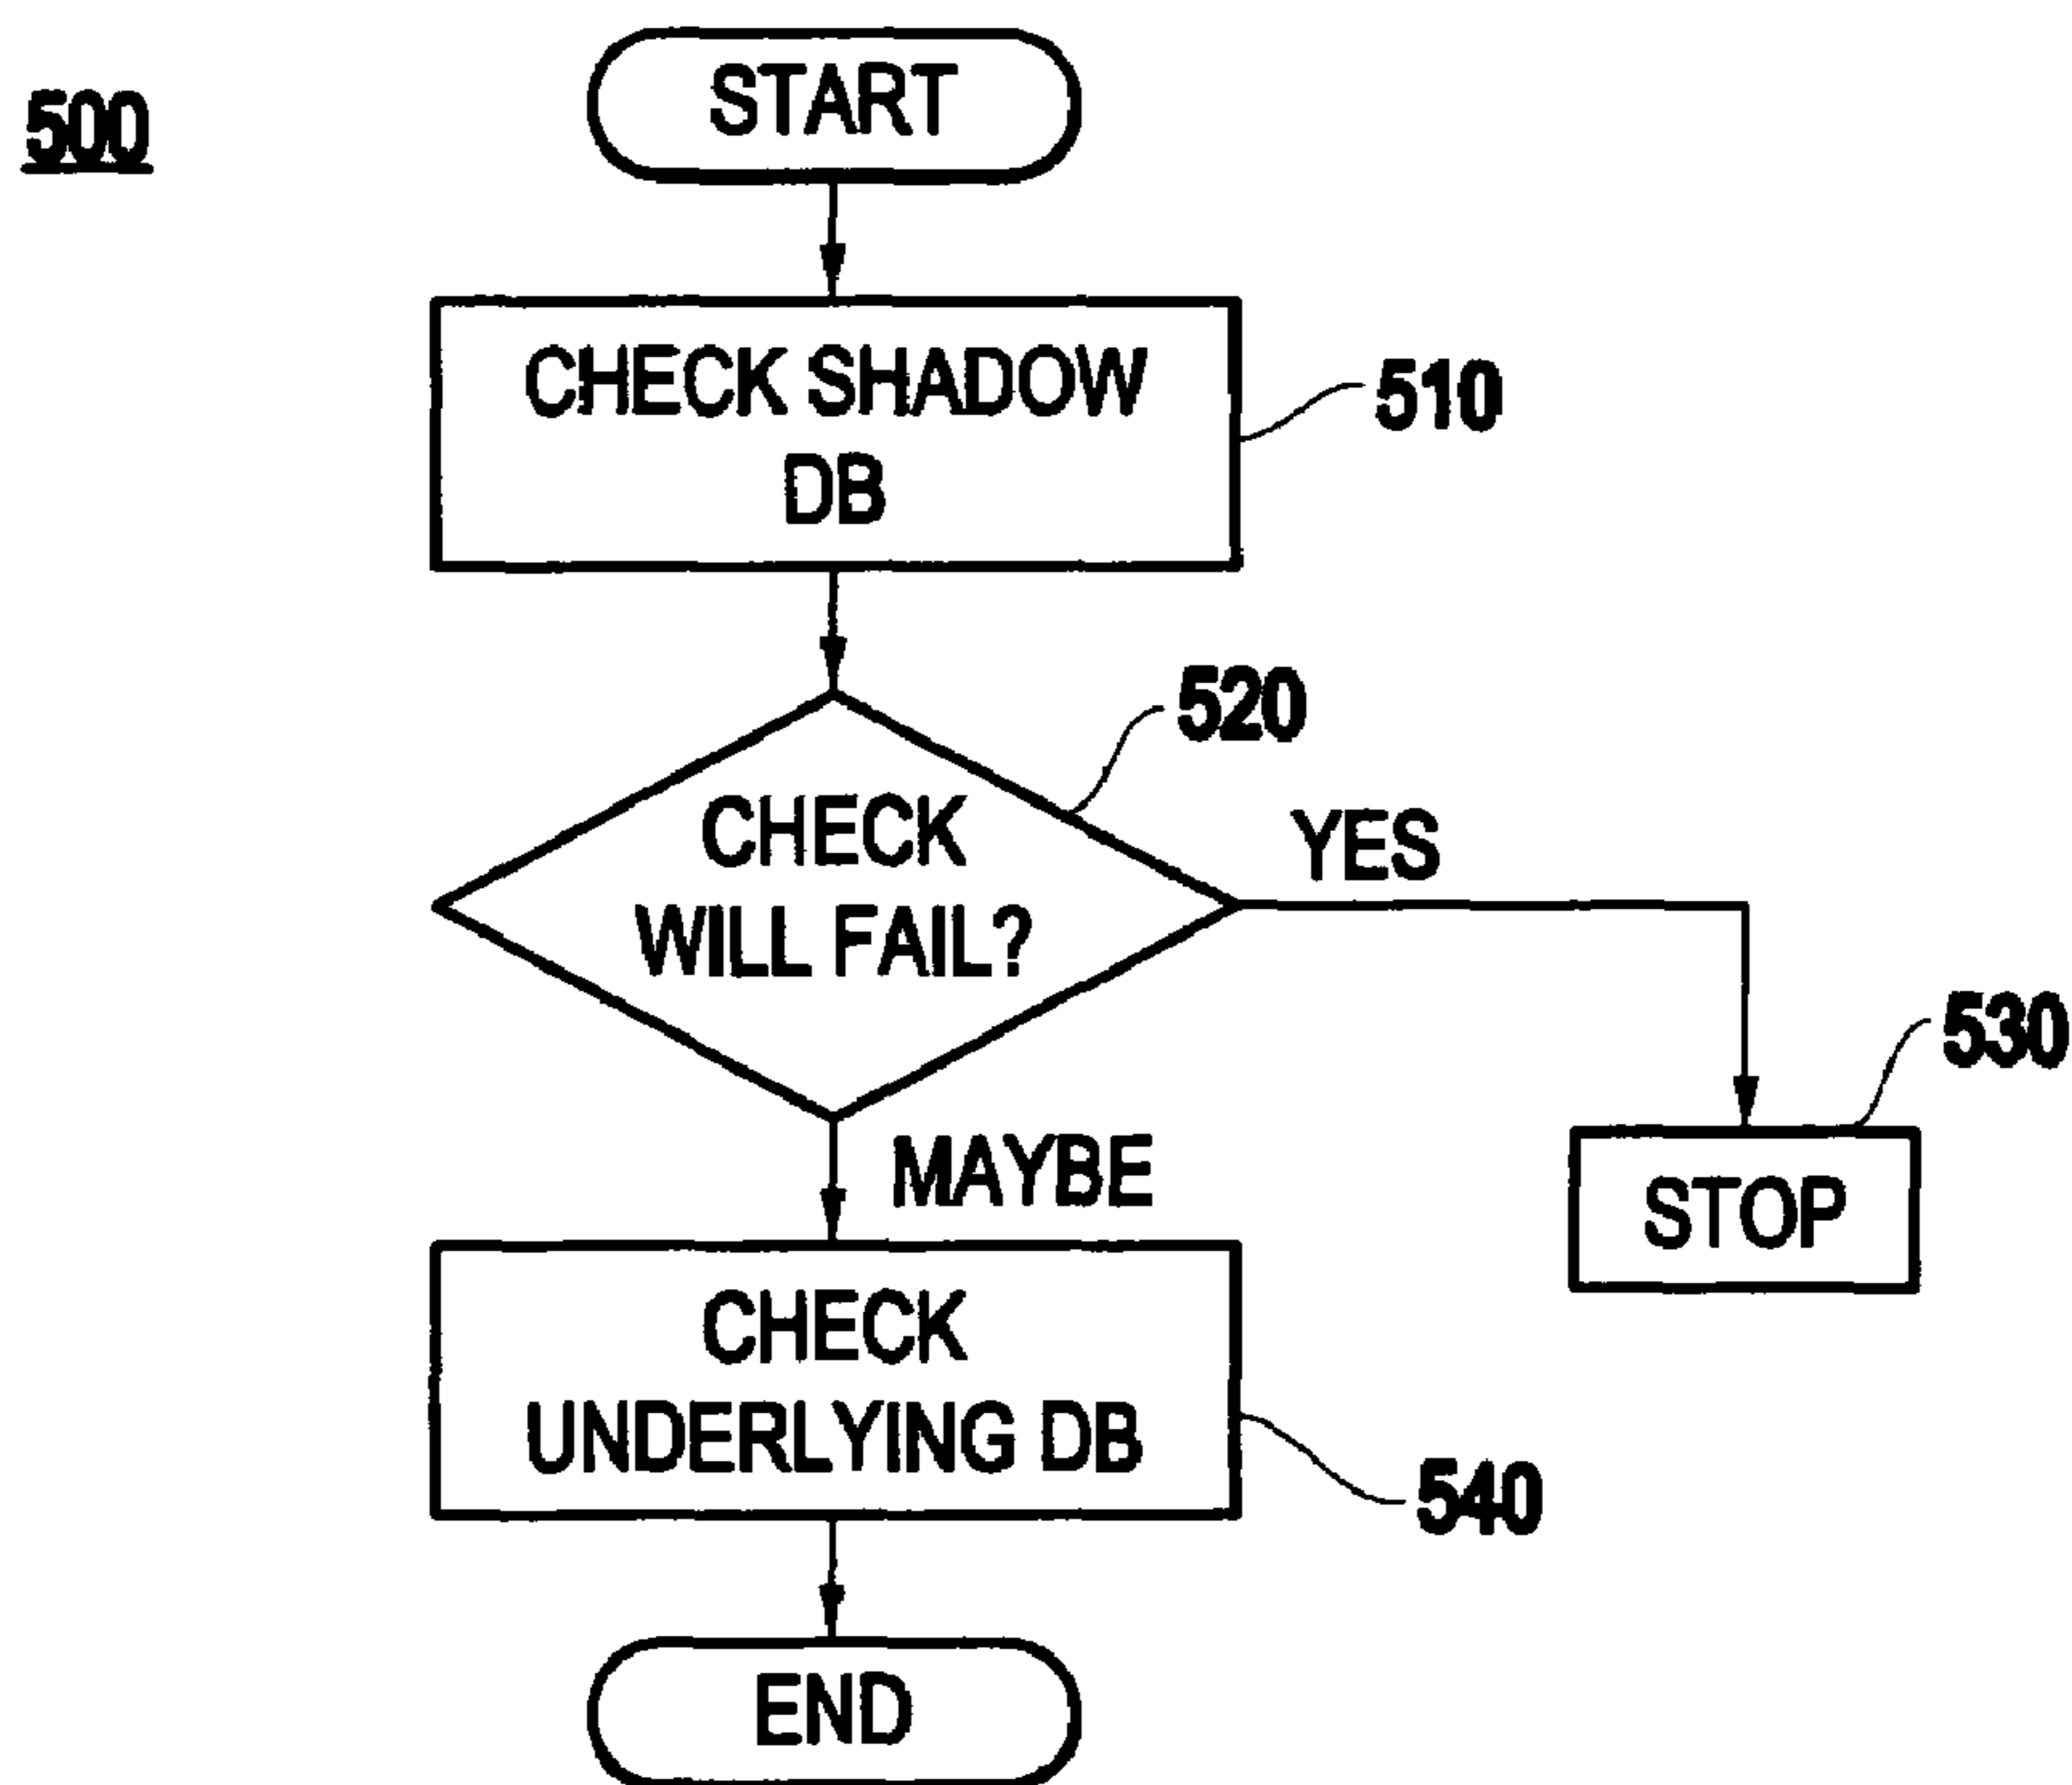 500
START
CHECK SHADOW
DB
510
520
CHECK
WILL FAIL?
YES
530
MAYBE
STOP
CHECK
UNDERLYING DB
540
END